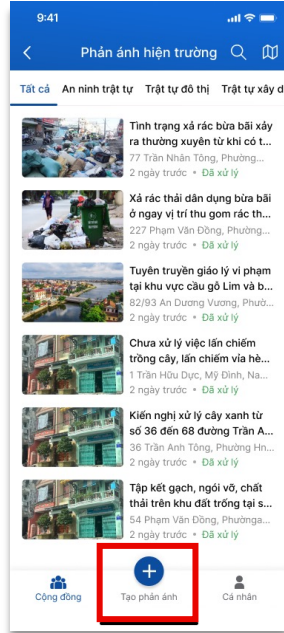 9:41
Phản ánh hiện trường
Tất cả An ninh trật tự Trật tự đô thị Trật tự xây d
Tình trạng xả rác bừa bãi xảy
ra thường xuyên từ khi có t...
77 Trần Nhân Tông, Phường...
2 ngày trước • Đã xử lý
Xả rác thải dân dụng bừa bãi
ở ngay vị trí thu gom rác th...
227 Phạm Văn Đồng, Phường...
2 ngày trước • Đã xử lý
Tuyên truyền giáo lý vi phạm
tại khu vực cầu gỗ Lim và b...
82/93 An Dương Vương, Phườ...
2 ngày trước • Đã xử lý
Chưa xử lý việc lấn chiếm
trồng cây, lấn chiếm vỉa hè...
1 Trần Hữu Dực, Mỹ Đình, Na...
2 ngày trước • Đã xử lý
Kiến nghị xử lý cây xanh từ
số 36 đến 68 đường Trần A...
36 Trần Anh Tông, Phường Hn...
2 ngày trước • Đã xử lý
Tập kết gạch, ngói vỡ, chất
thải trên khu đất trống tại s...
54 Phạm Văn Đồng, Phườnga...
2 ngày trước • Đã xử lý
Cộng đồng Tạo phản ánh Cá nhân